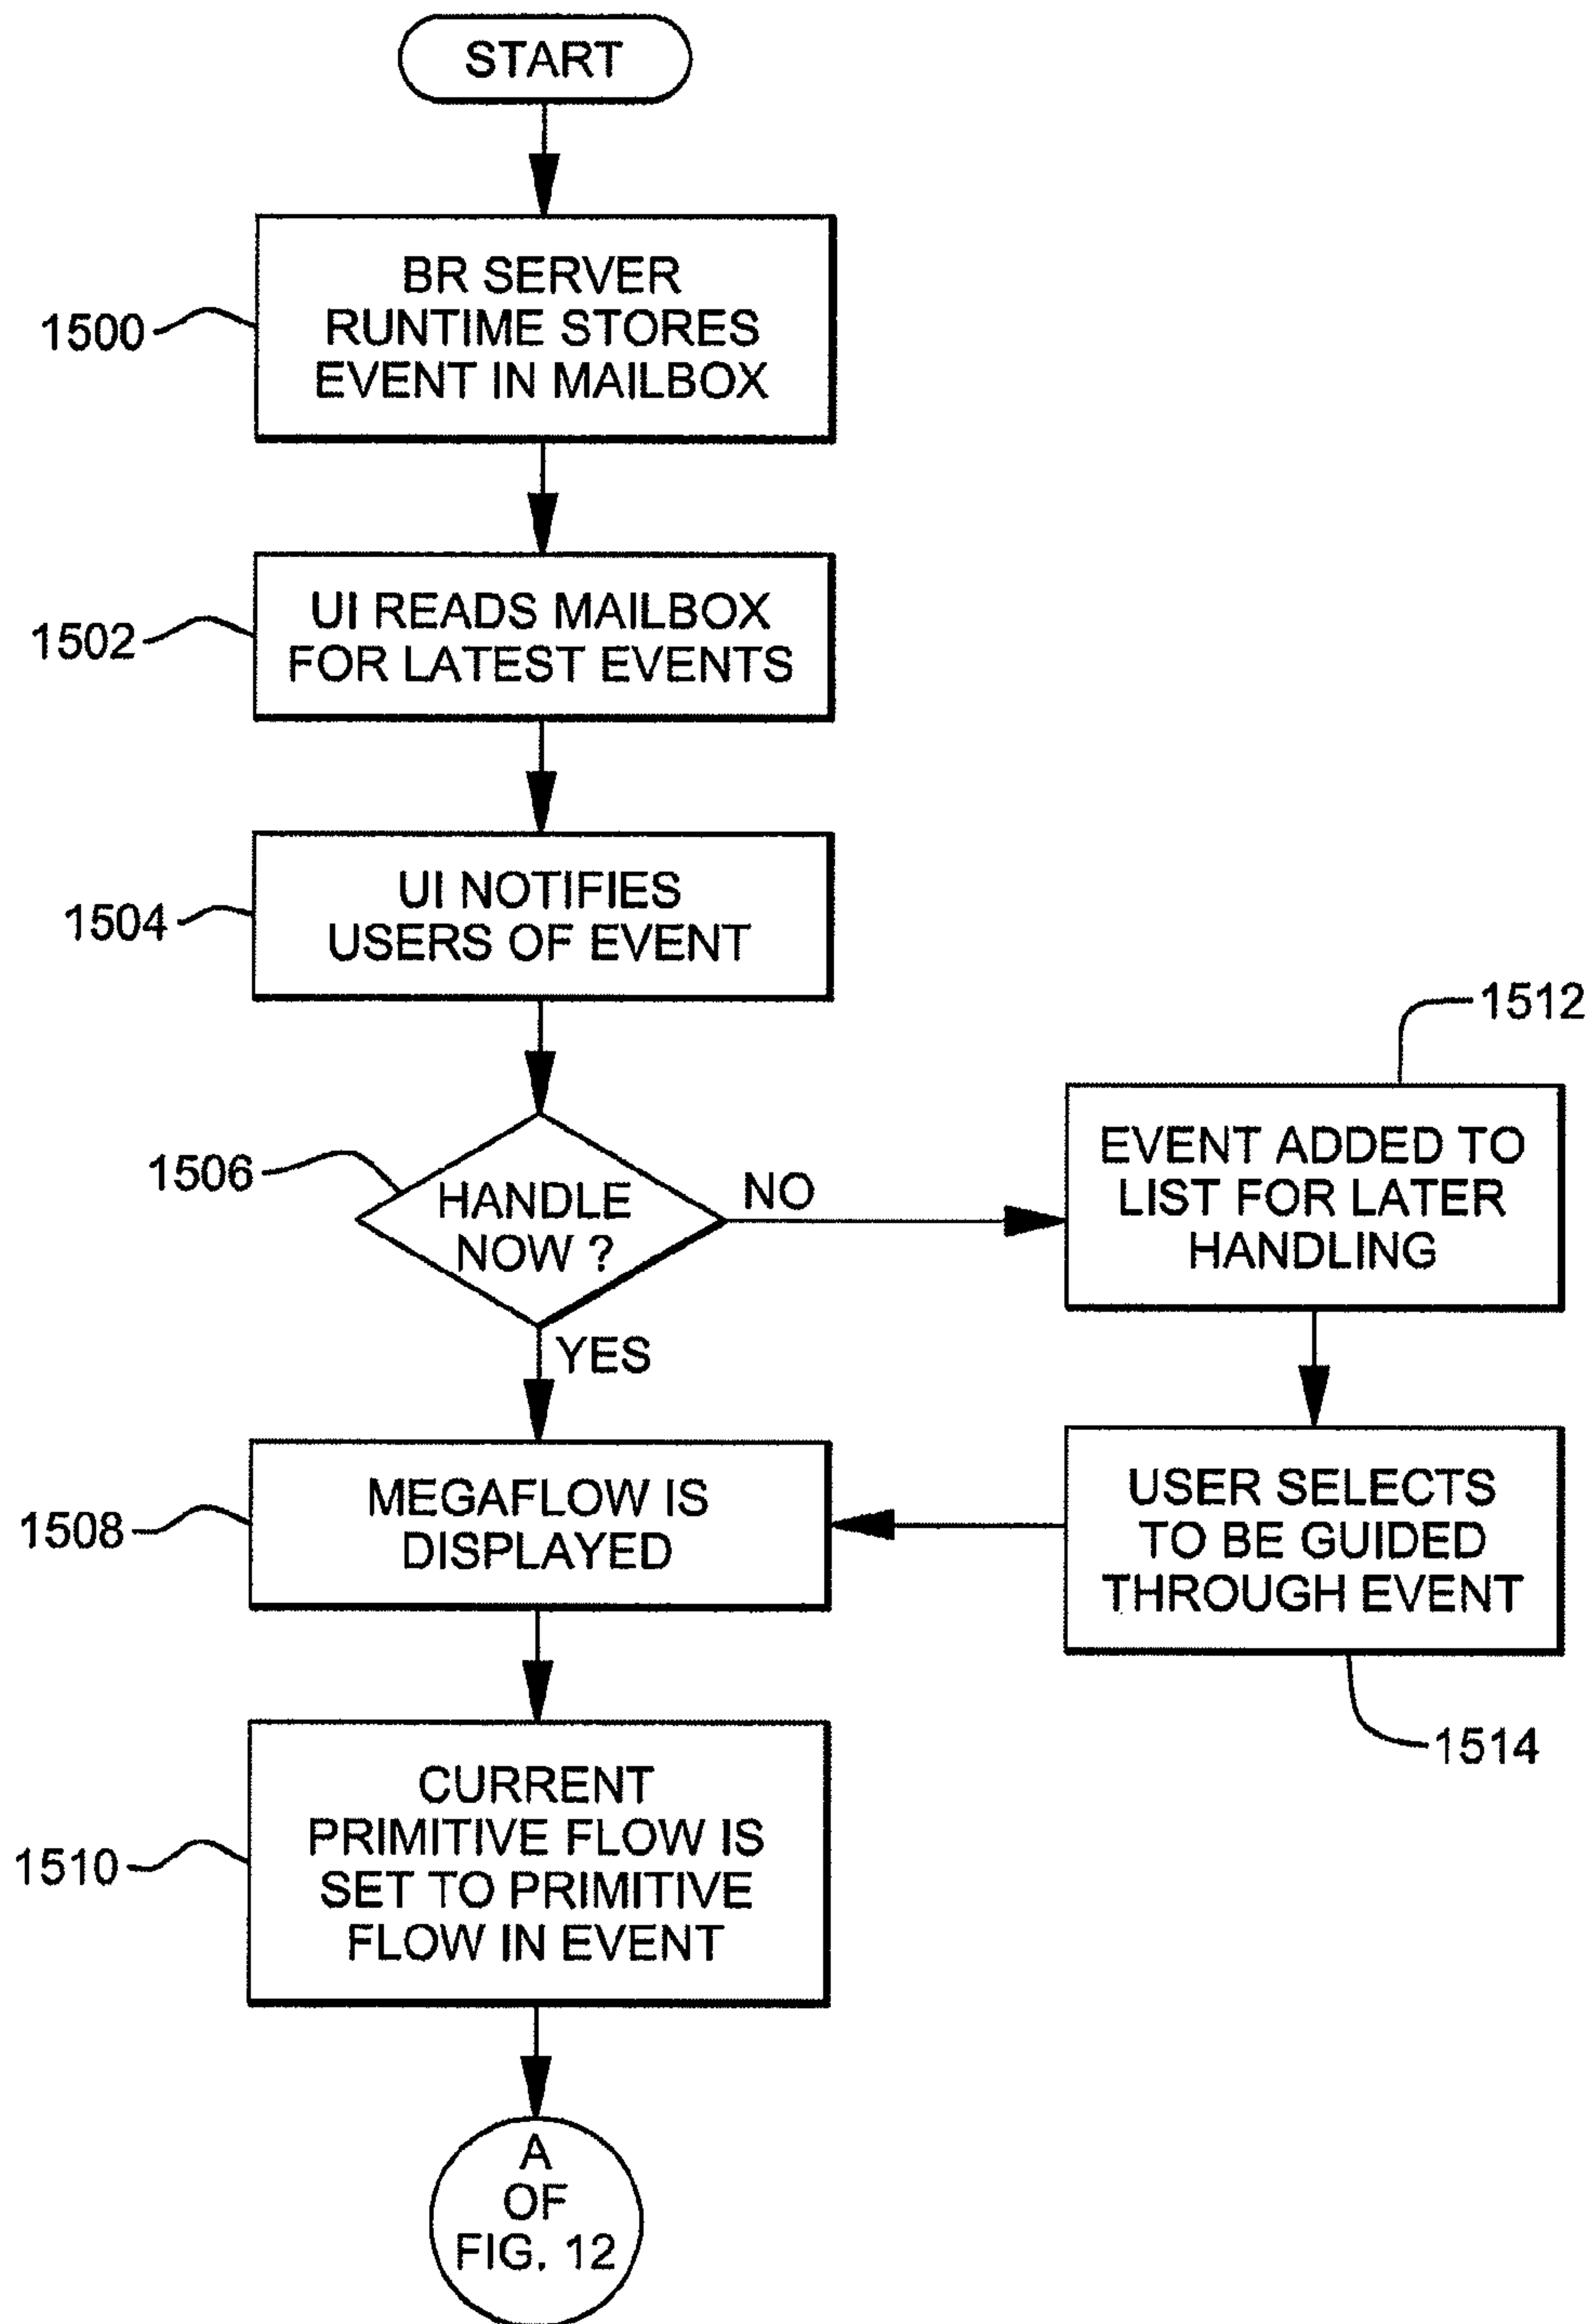 START
1500
BR SERVER
RUNTIME STORES
EVENT IN MAILBOX
1502
UI READS MAILBOX
FOR LATEST EVENTS
1504
UI NOTIFIES
USERS OF EVENT
1506
HANDLE
NOW ?
NO
YES
1512
EVENT ADDED TO
LIST FOR LATER
HANDLING
1508
MEGAFLOW IS
DISPLAYED
USER SELECTS
TO BE GUIDED
THROUGH EVENT
1514
1510
CURRENT
PRIMITIVE FLOW IS
SET TO PRIMITIVE
FLOW IN EVENT
A
OF
FIG. 12